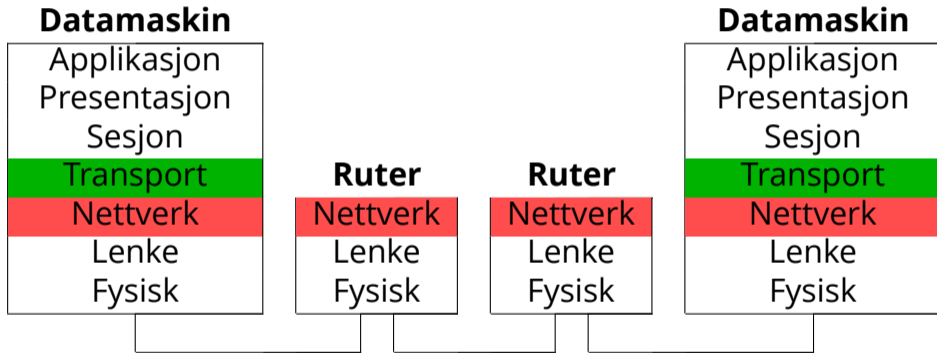 Datamaskin
Applikasjon
Presentasjon
Sesjon
Transport
Nettverk
Lenke
Fysisk
Ruter
Nettverk
Lenke
Fysisk
Ruter
Nettverk
Lenke
Fysisk
Datamaskin
Applikasjon
Presentasjon
Sesjon
Transport
Nettverk
Lenke
Fysisk